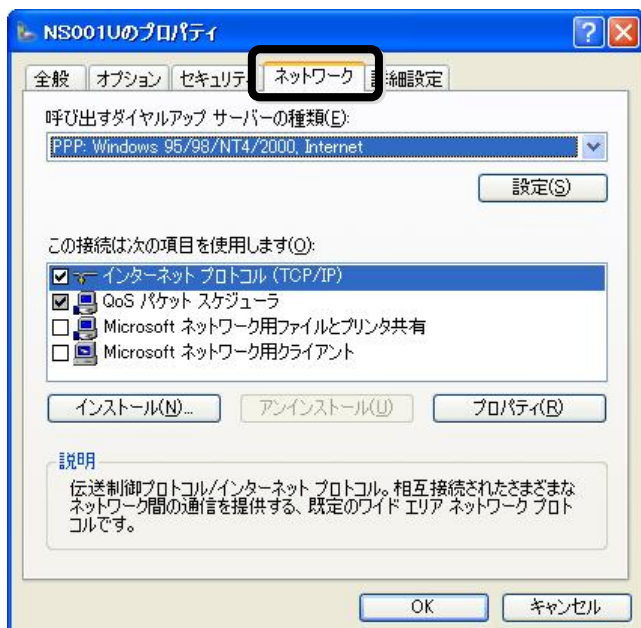 NS001Uのプロパティ
全般 オプション セキュリティ ネットワーク 詳細設定
呼び出すダイヤルアップ サーバーの種類(E):
PPP: Windows 95/98/NT4/2000, Internet
設定(S)
この接続は次の項目を使用します(O):
インターネット プロトコル (TCP/IP)
QoS パケット スケジューラ
Microsoft ネットワーク用ファイルとプリンタ共有
Microsoft ネットワーク用クライアント
インストール(N)... アンインストール(U) プロパティ(R)
説明
伝送制御プロトコル/インターネット プロトコル。相互接続されたさまざまな
ネットワーク間の通信を提供する、既定のワイド エリア ネットワーク プロト
コルです。
OK キャンセル